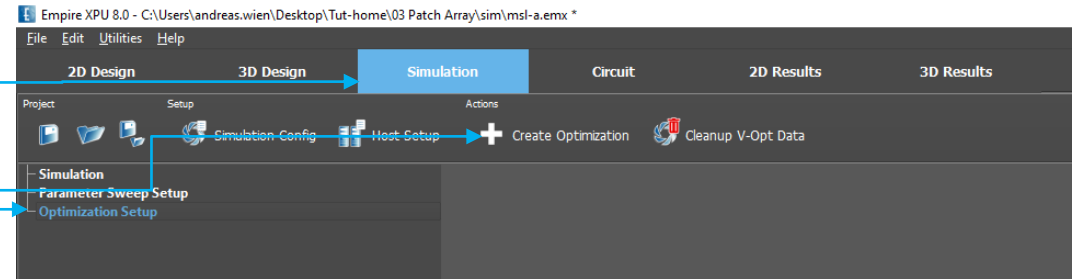 Empire XPU 8.0 - C:\Users\andreas.wien\Desktop\Tut-home\03 Patch Array\sim\msl-a.emx *
File Edit Utilities Help
2D Design 3D Design Simulation Circuit 2D Results 3D Results
Project Setup Actions
Simulation Config Host Setup Create Optimization Cleanup V-Opt Data
Simulation
Parameter Sweep Setup
Optimization Setup